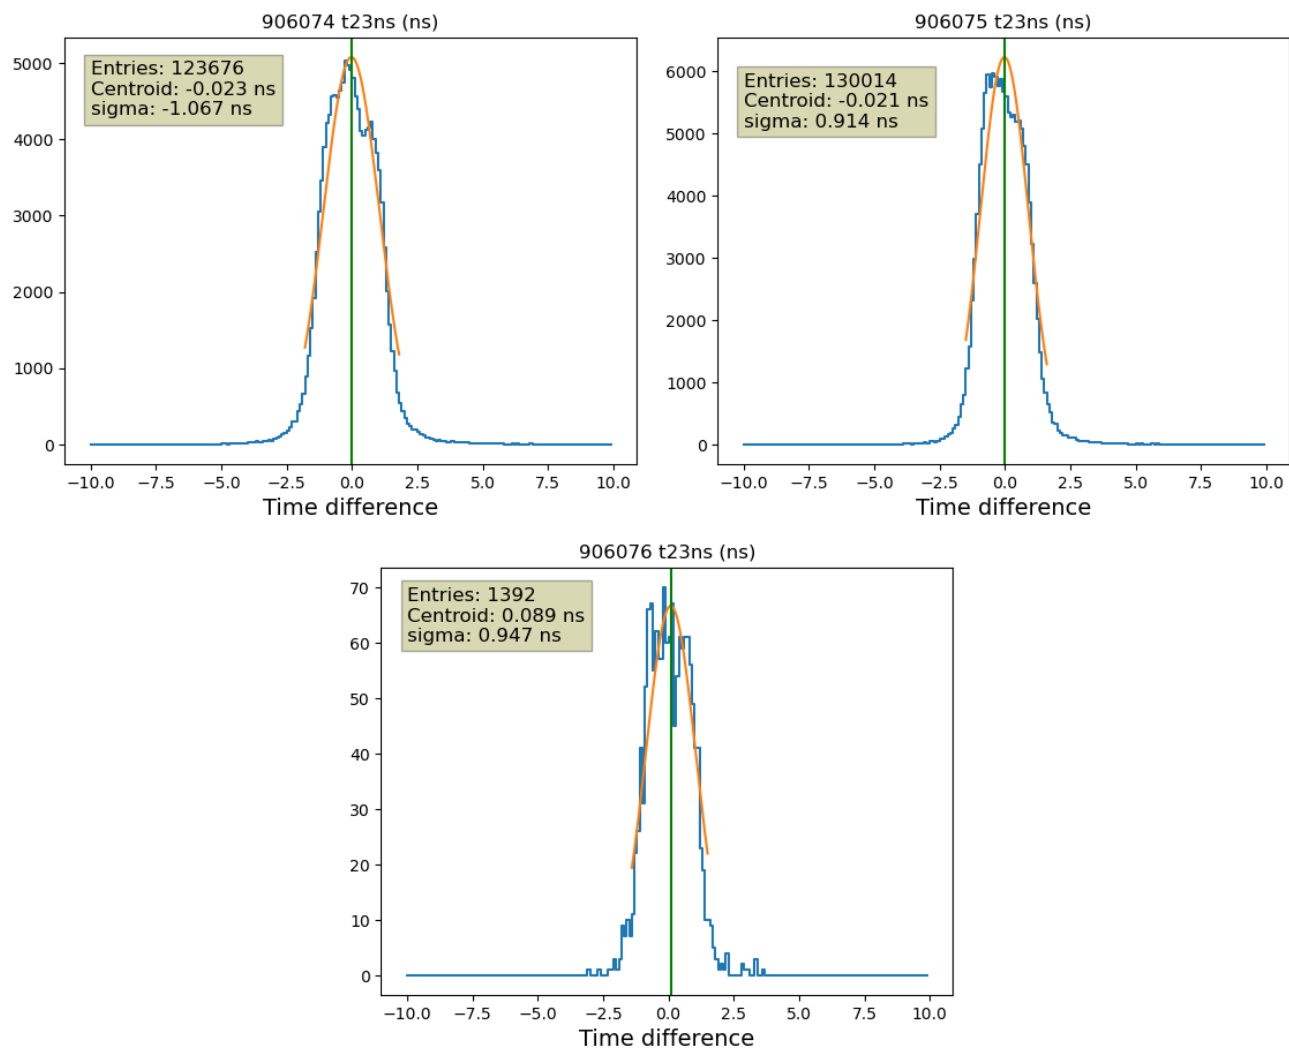 906074 t23ns (ns)
Entries: 123676
Centroid: -0.023 ns
sigma: -1.067 ns
5000
4000
3000
2000
1000
0
−10.0 −7.5 −5.0 −2.5 0.0 2.5 5.0 7.5 10.0
Time difference
906075 t23ns (ns)
Entries: 130014
Centroid: -0.021 ns
sigma: 0.914 ns
6000
5000
4000
3000
2000
1000
0
−10.0 −7.5 −5.0 −2.5 0.0 2.5 5.0 7.5 10.0
Time difference
906076 t23ns (ns)
Entries: 1392
Centroid: 0.089 ns
sigma: 0.947 ns
70
60
50
40
30
20
10
0
−10.0 −7.5 −5.0 −2.5 0.0 2.5 5.0 7.5 10.0
Time difference